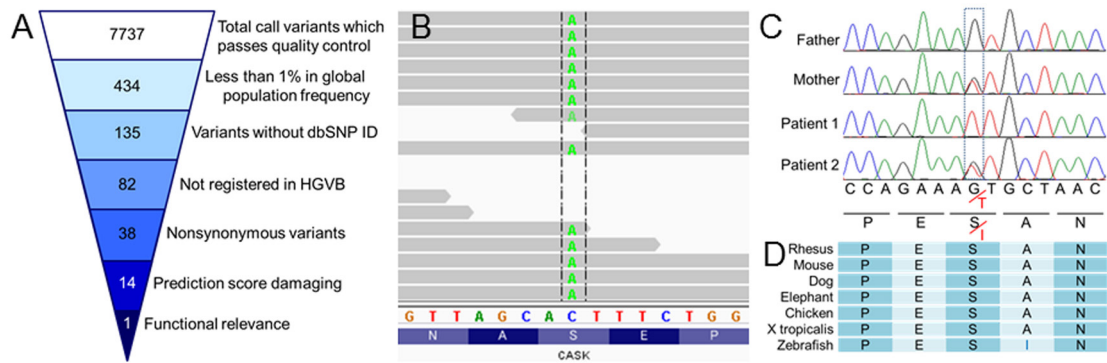 A
7737
Total call variants which
passes quality control
434
Less than 1% in global
population frequency
135
Variants without dbSNP ID
82
Not registered in HGVB
38
Nonsynonymous variants
14
Prediction score damaging
1
Functional relevance
B
A
A
A
A
A
A
A
A
A
A
A
A
A
A
G T T A G C A C T T T C T G G
N A S E P
CASK
C
Father
Mother
Patient 1
Patient 2
C C A G A A A G/T T G C T A A C
P E S/I A N
D
Rhesus P E S A N
Mouse P E S A N
Dog P E S A N
Elephant P E S A N
Chicken P E S A N
X tropicalis P E S A N
Zebrafish P E S I N